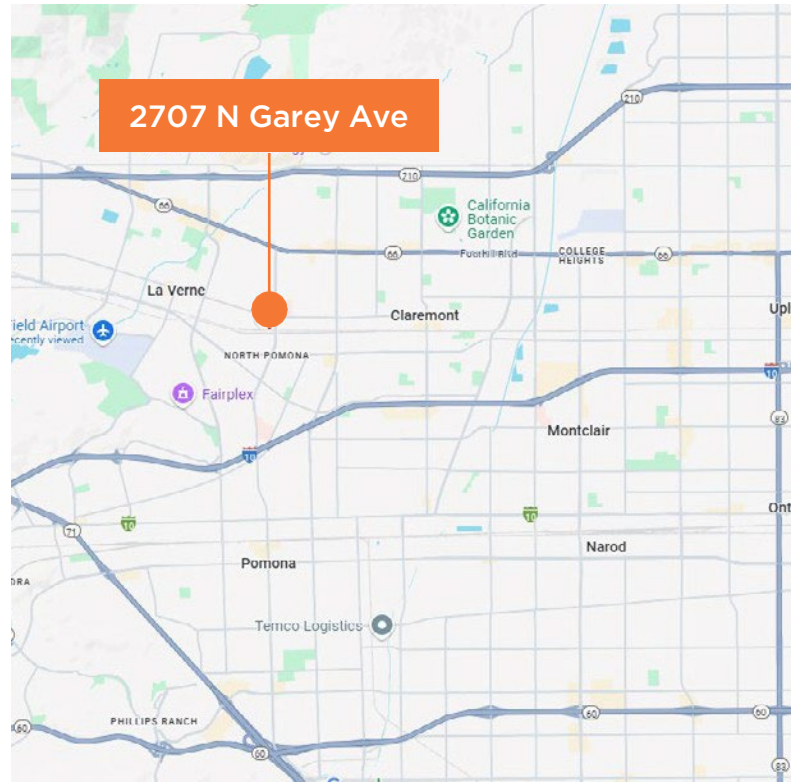 2707 N Garey Ave
210
210
66
California
Botanic
Garden
66
Foothill Blvd
COLLEGE
HEIGHTS
66
La Verne
Claremont
Upl
ield Airport
ecently viewed
NORTH POMONA
Fairplex
10
83
Montclair
10
10
10
Ont
71
Narod
Pomona
DRA
Temco Logistics
PHILLIPS RANCH
60
60
60
60
83